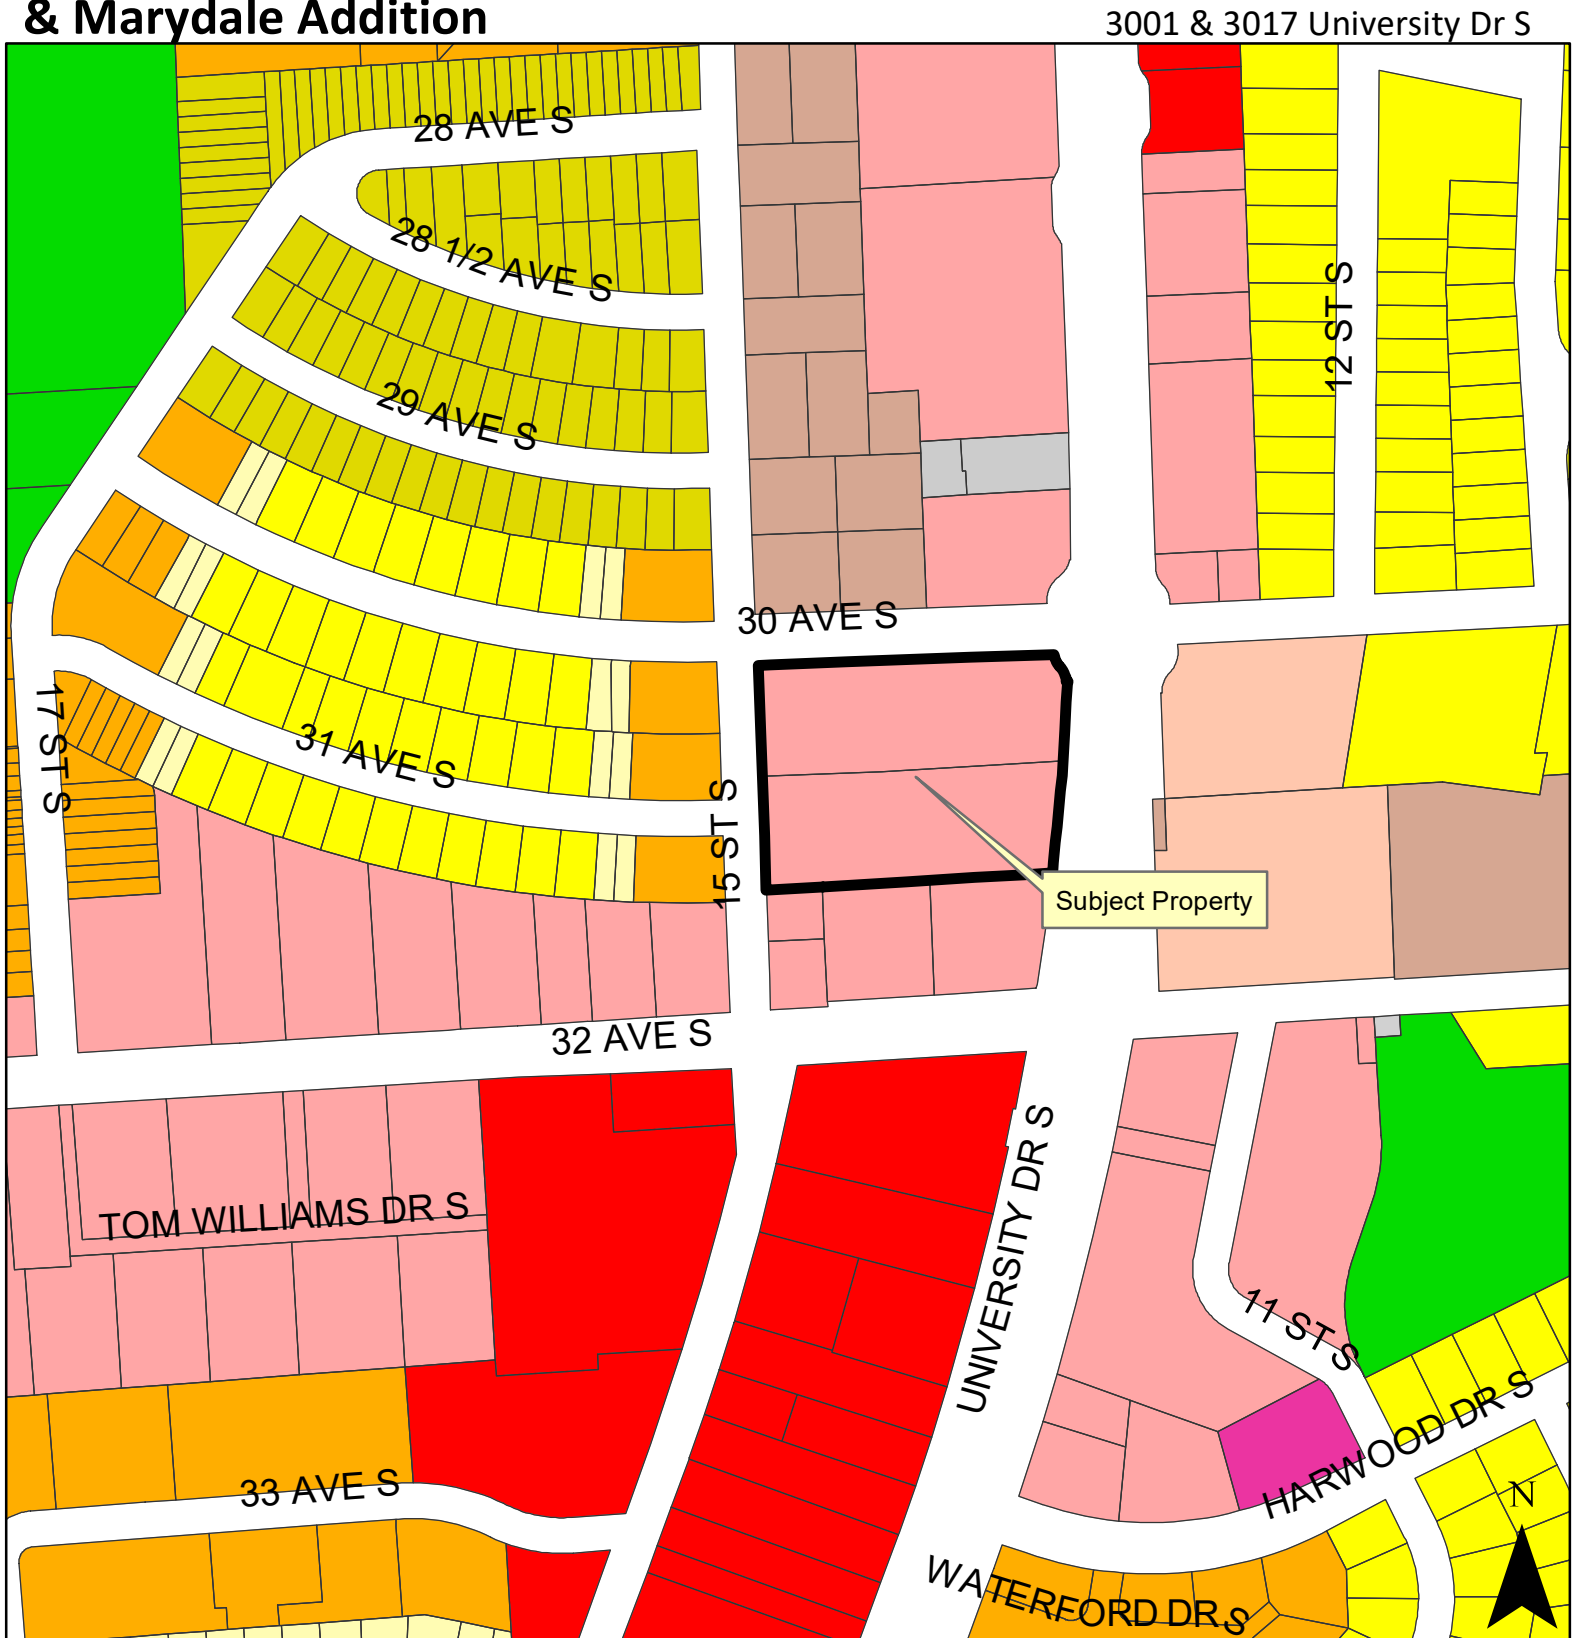 & Marydale Addition
3001 & 3017 University Dr S
28 AVE S
28 1/2 AVE S
12 ST S
29 AVE S
30 AVE S
17 ST S
31 AVE S
15 ST S
Subject Property
32 AVE S
UNIVERSITY DR S
TOM WILLIAMS DR S
11 ST S
HARWOOD DR S
33 AVE S
N
WATERFORD DR S